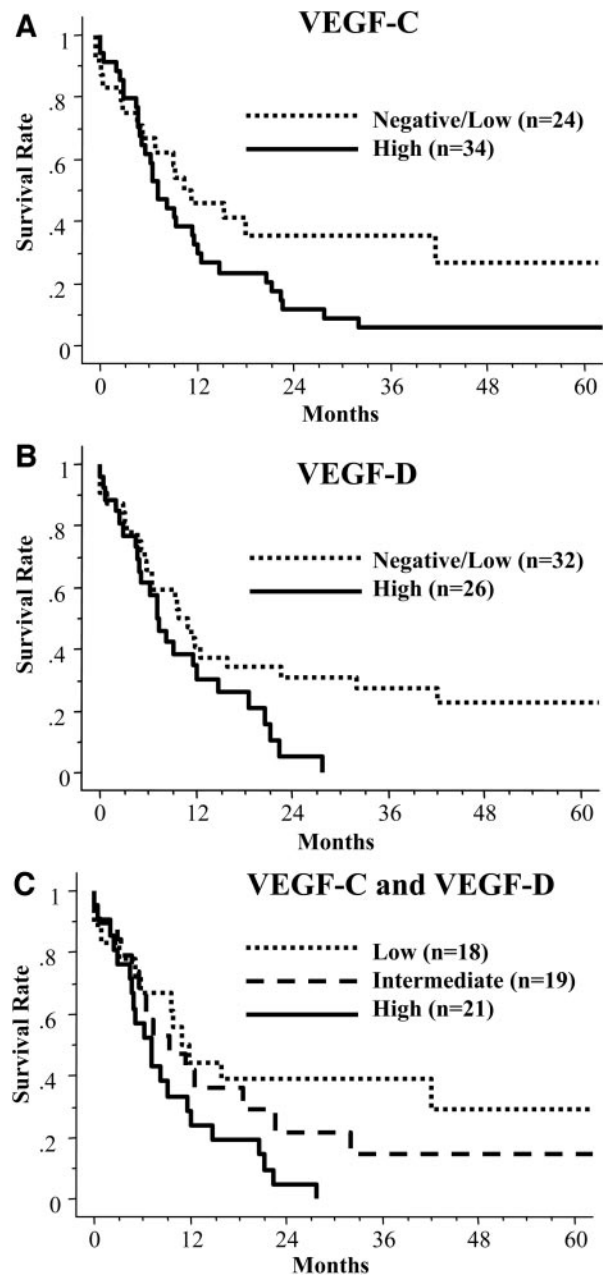 A
VEGF-C
1
.8
.6
.4
.2
0
Survival Rate
Negative/Low (n=24)
High (n=34)
0 12 24 36 48 60
Months
B
VEGF-D
1
.8
.6
.4
.2
0
Survival Rate
Negative/Low (n=32)
High (n=26)
0 12 24 36 48 60
Months
C
VEGF-C and VEGF-D
1
.8
.6
.4
.2
0
Survival Rate
Low (n=18)
Intermediate (n=19)
High (n=21)
0 12 24 36 48 60
Months